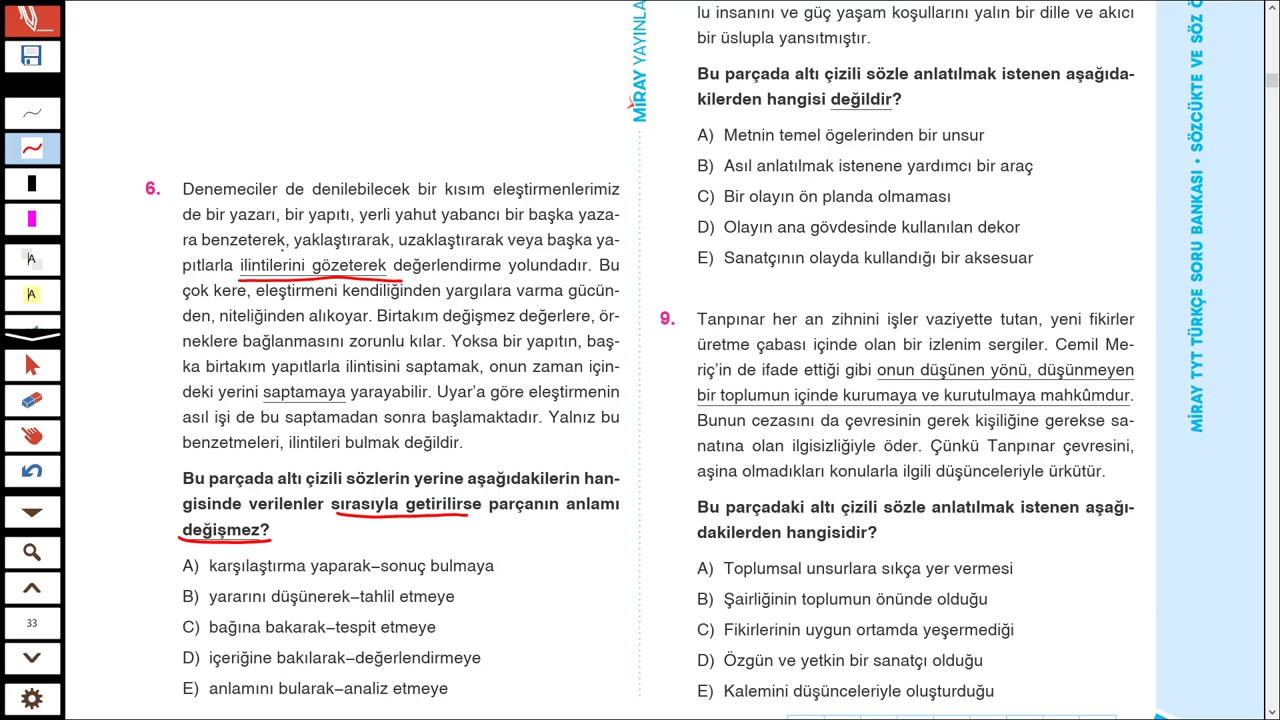 6. Denemeciler de denilebilecek bir kısım eleştirmenlerimiz
de bir yazarı, bir yapıtı, yerli yahut yabancı bir başka yaza-
ra benzeterek, yaklaştırarak, uzaklaştırarak veya başka ya-
pıtlarla ilintilerini gözeterek değerlendirme yolundadır. Bu
çok kere, eleştirmeni kendiliğinden yargılara varma gücün-
den, niteliğinden alıkoyar. Birtakım değişmez değerlere, ör-
neklere bağlanmasını zorunlu kılar. Yoksa bir yapıtın, baş-
ka birtakım yapıtlarla ilintisini saptamak, onun zaman için-
deki yerini saptamaya yarayabilir. Uyar’a göre eleştirmenin
asıl işi de bu saptamadan sonra başlamaktadır. Yalnız bu
benzetmeleri, ilintileri bulmak değildir.
Bu parçada altı çizili sözlerin yerine aşağıdakilerin han-
gisinde verilenler sırasıyla getirilirse parçanın anlamı
değişmez?
A) karşılaştırma yaparak–sonuç bulmaya
B) yararını düşünerek–tahlil etmeye
C) bağına bakarak–tespit etmeye
D) içeriğine bakılarak–değerlendirmeye
E) anlamını bularak–analiz etmeye
lu insanını ve güç yaşam koşullarını yalın bir dille ve akıcı
bir üslupla yansıtmıştır.
Bu parçada altı çizili sözle anlatılmak istenen aşağıda-
kilerden hangisi değildir?
A) Metnin temel ögelerinden bir unsur
B) Asıl anlatılmak istenene yardımcı bir araç
C) Bir olayın ön planda olmaması
D) Olayın ana gövdesinde kullanılan dekor
E) Sanatçının olayda kullandığı bir aksesuar
9. Tanpınar her an zihnini işler vaziyette tutan, yeni fikirler
üretme çabası içinde olan bir izlenim sergiler. Cemil Me-
riç’in de ifade ettiği gibi onun düşünen yönü, düşünmeyen
bir toplumun içinde kurumaya ve kurutulmaya mahkûmdur.
Bunun cezasını da çevresinin gerek kişiliğine gerekse sa-
natına olan ilgisizliğiyle öder. Çünkü Tanpınar çevresini,
aşina olmadıkları konularla ilgili düşünceleriyle ürkütür.
Bu parçadaki altı çizili sözle anlatılmak istenen aşağı-
dakilerden hangisidir?
A) Toplumsal unsurlara sıkça yer vermesi
B) Şairliğinin toplumun önünde olduğu
C) Fikirlerinin uygun ortamda yeşermediği
D) Özgün ve yetkin bir sanatçı olduğu
E) Kalemini düşünceleriyle oluşturduğu
MİRAY YAYINLA
MİRAY TYT TÜRKÇE SORU BANKASI • SÖZCÜKTE VE SÖZ
A
A
33